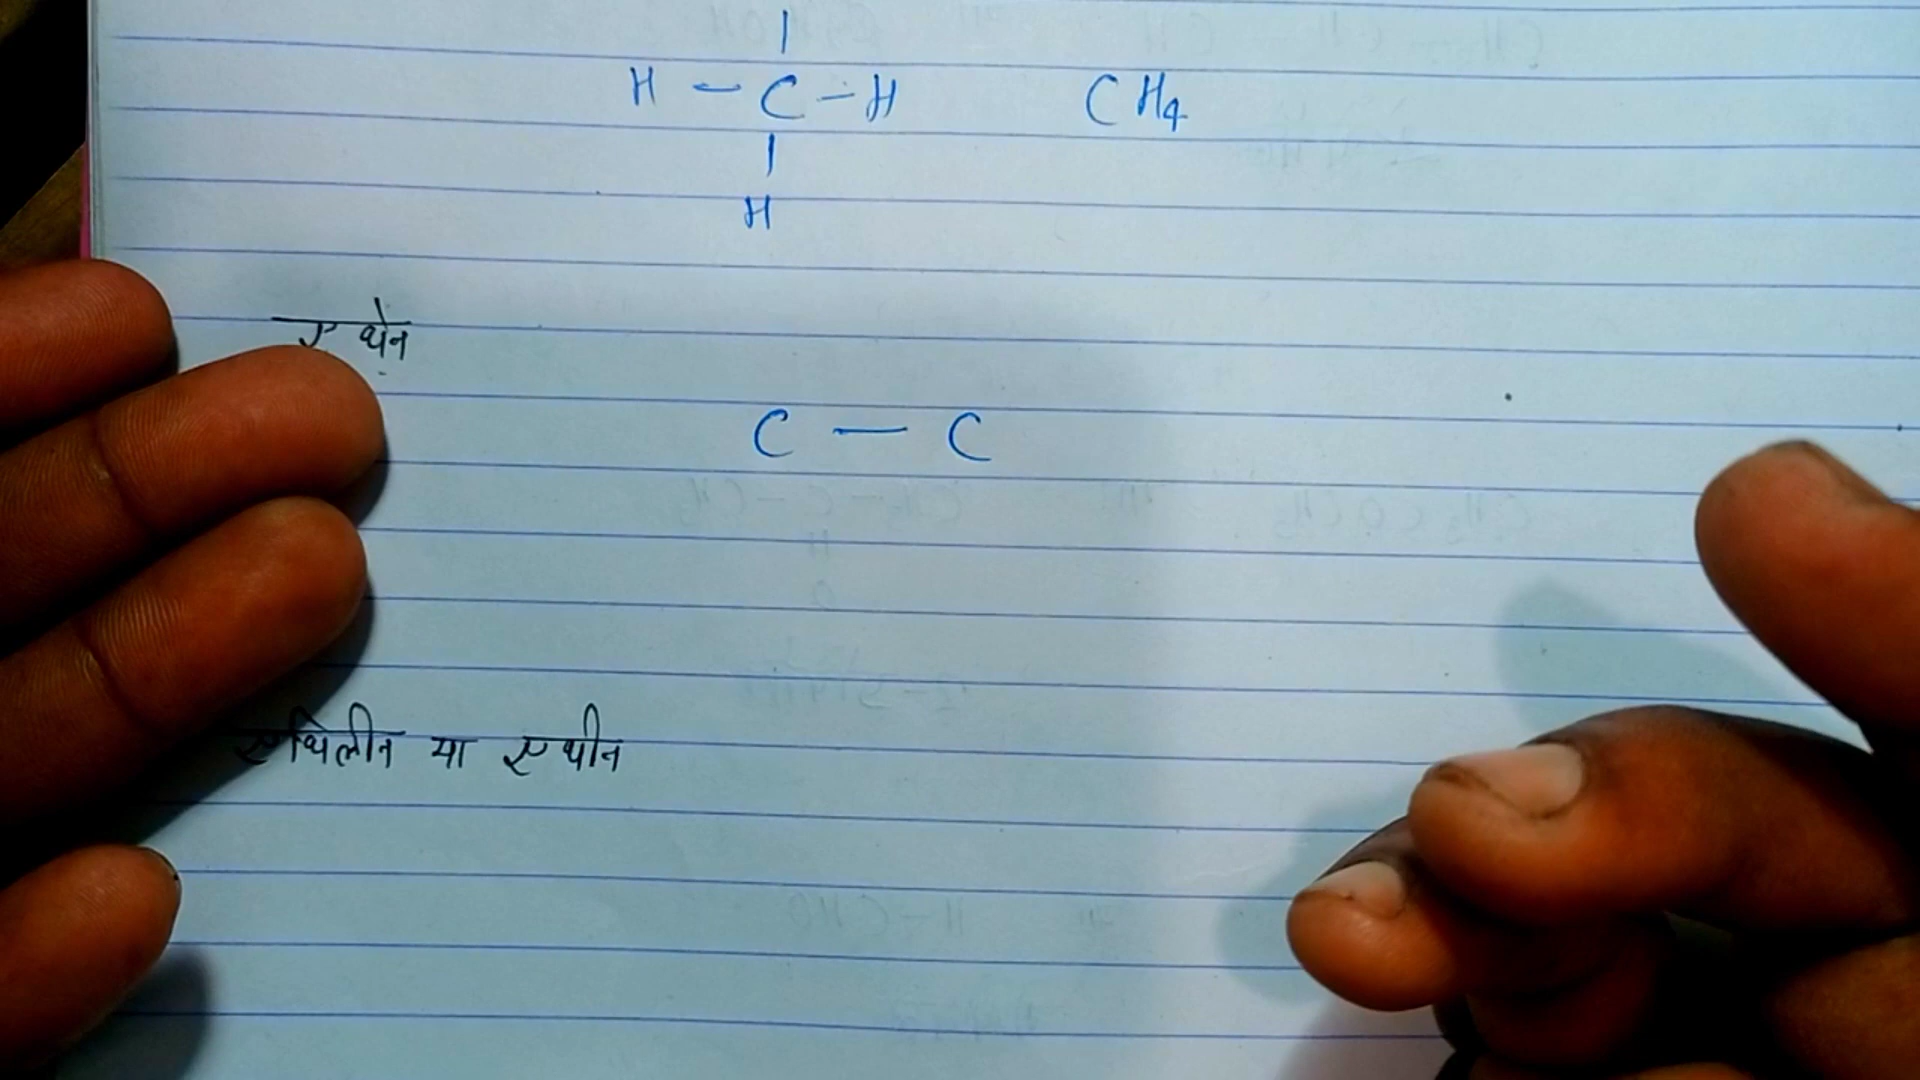 |
H - C - H CH4
|
H
एथेन
C - C
एथिलीन या एथीन